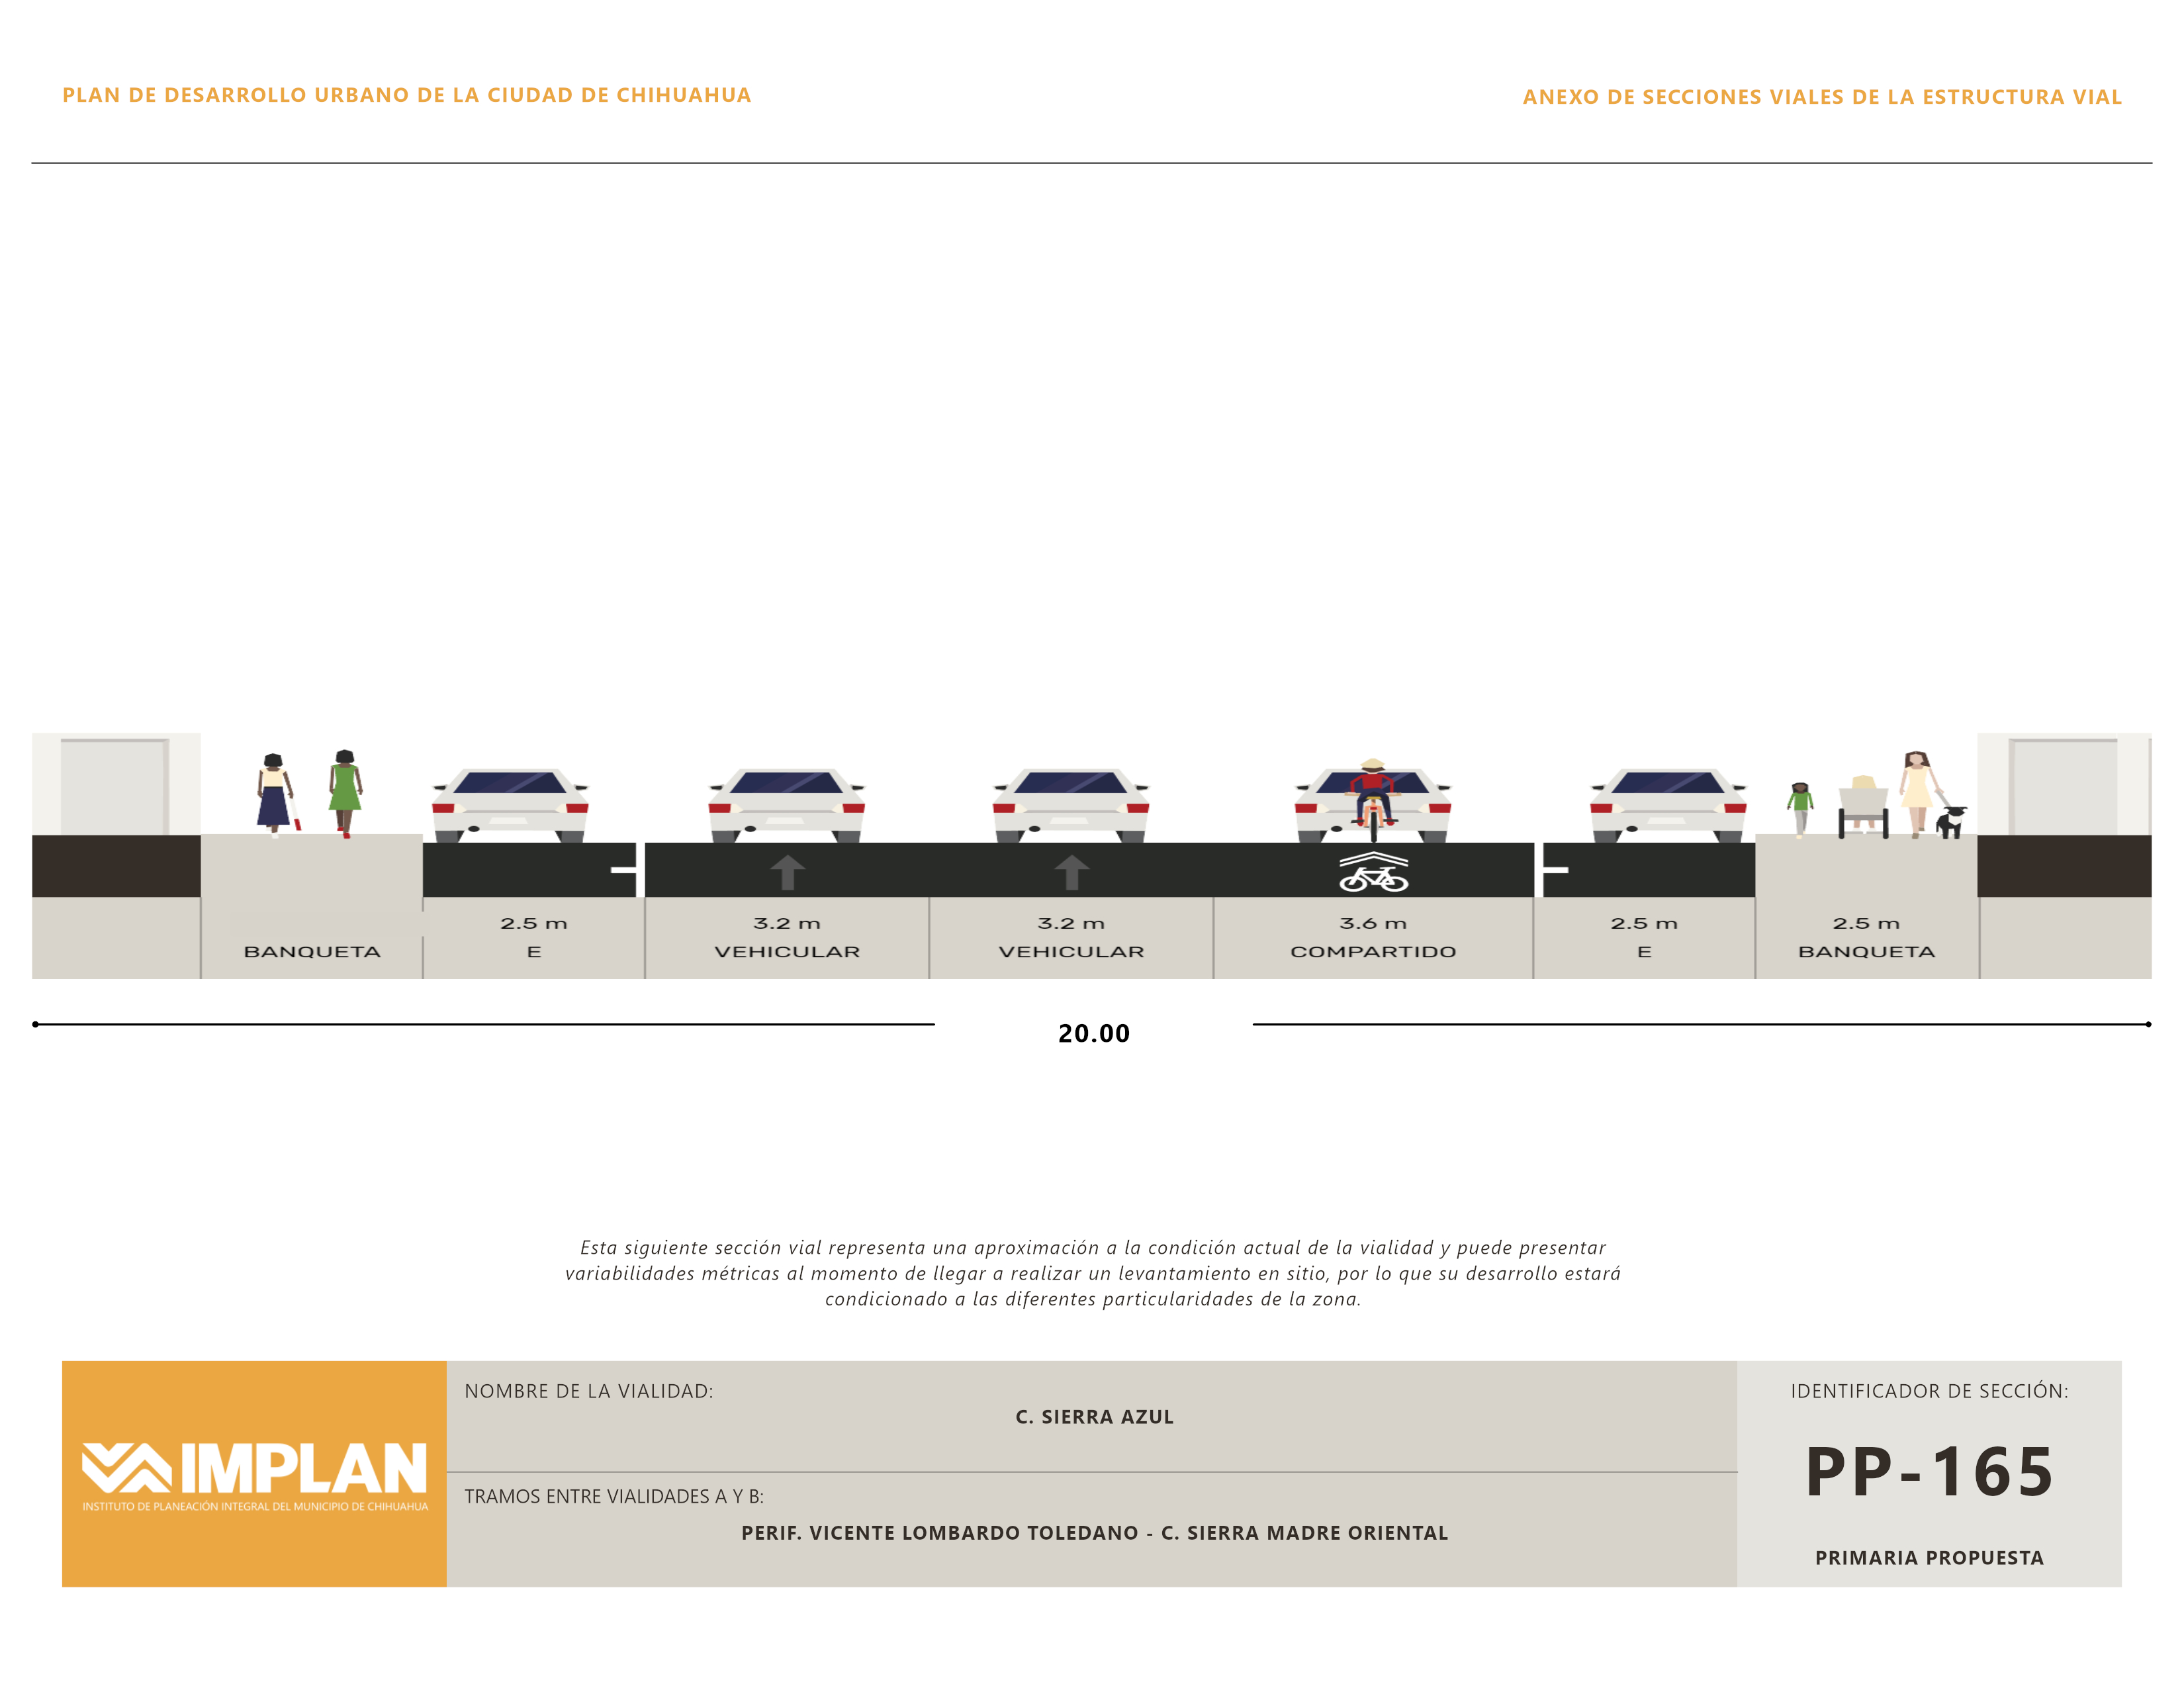 PLAN DE DESARROLLO URBANO DE LA CIUDAD DE CHIHUAHUA
ANEXO DE SECCIONES VIALES DE LA ESTRUCTURA VIAL
2.5 m 3.2 m 3.2 m 3.6 m 2.5 m 2.5 m
BANQUETA E VEHICULAR VEHICULAR COMPARTIDO E BANQUETA
20.00
Esta siguiente sección vial representa una aproximación a la condición actual de la vialidad y puede presentar
variabilidades métricas al momento de llegar a realizar un levantamiento en sitio, por lo que su desarrollo estará
condicionado a las diferentes particularidades de la zona.
IMPLAN
INSTITUTO DE PLANEACIÓN INTEGRAL DEL MUNICIPIO DE CHIHUAHUA
NOMBRE DE LA VIALIDAD:
C. SIERRA AZUL
TRAMOS ENTRE VIALIDADES A Y B:
PERIF. VICENTE LOMBARDO TOLEDANO - C. SIERRA MADRE ORIENTAL
IDENTIFICADOR DE SECCIÓN:
PP-165
PRIMARIA PROPUESTA